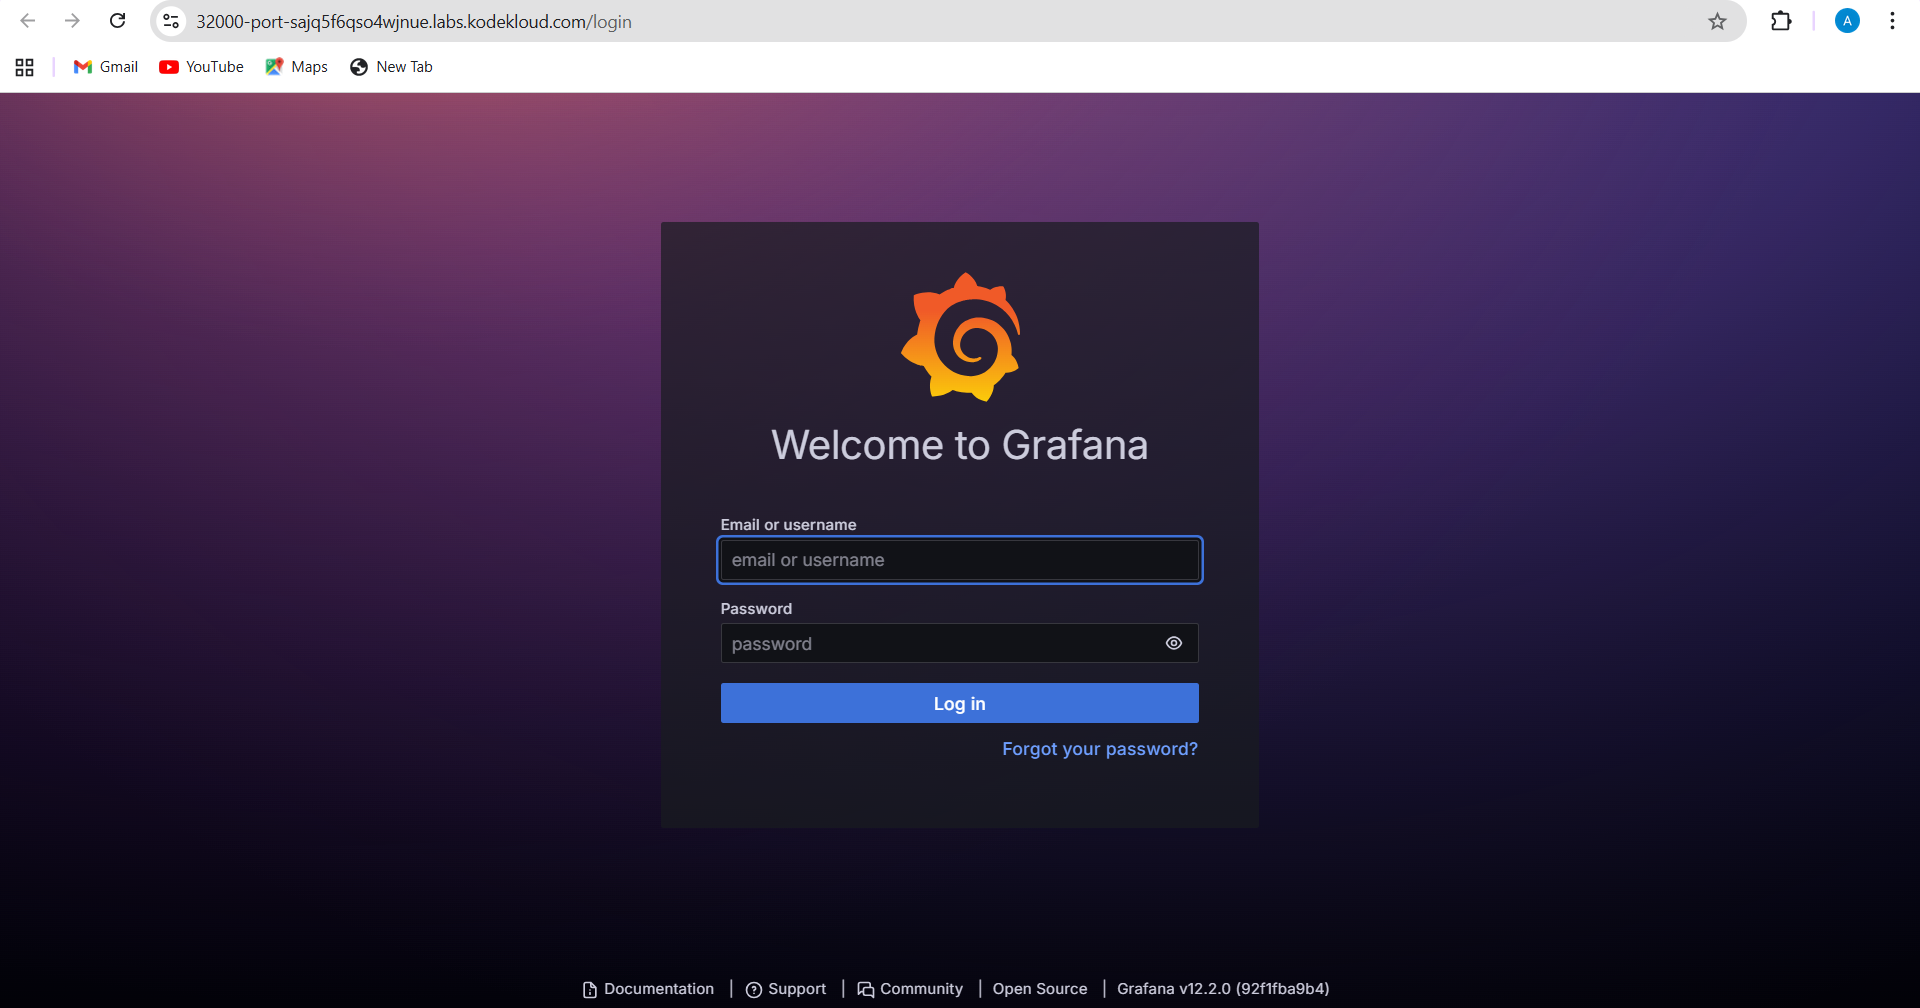 32000-port-sajq5f6qso4wjnue.labs.kodekloud.com/login
A
Gmail YouTube Maps New Tab
Welcome to Grafana
Email or username
email or username
Password
password
Log in
Forgot your password?
Documentation | Support | Community | Open Source | Grafana v12.2.0 (92f1fba9b4)